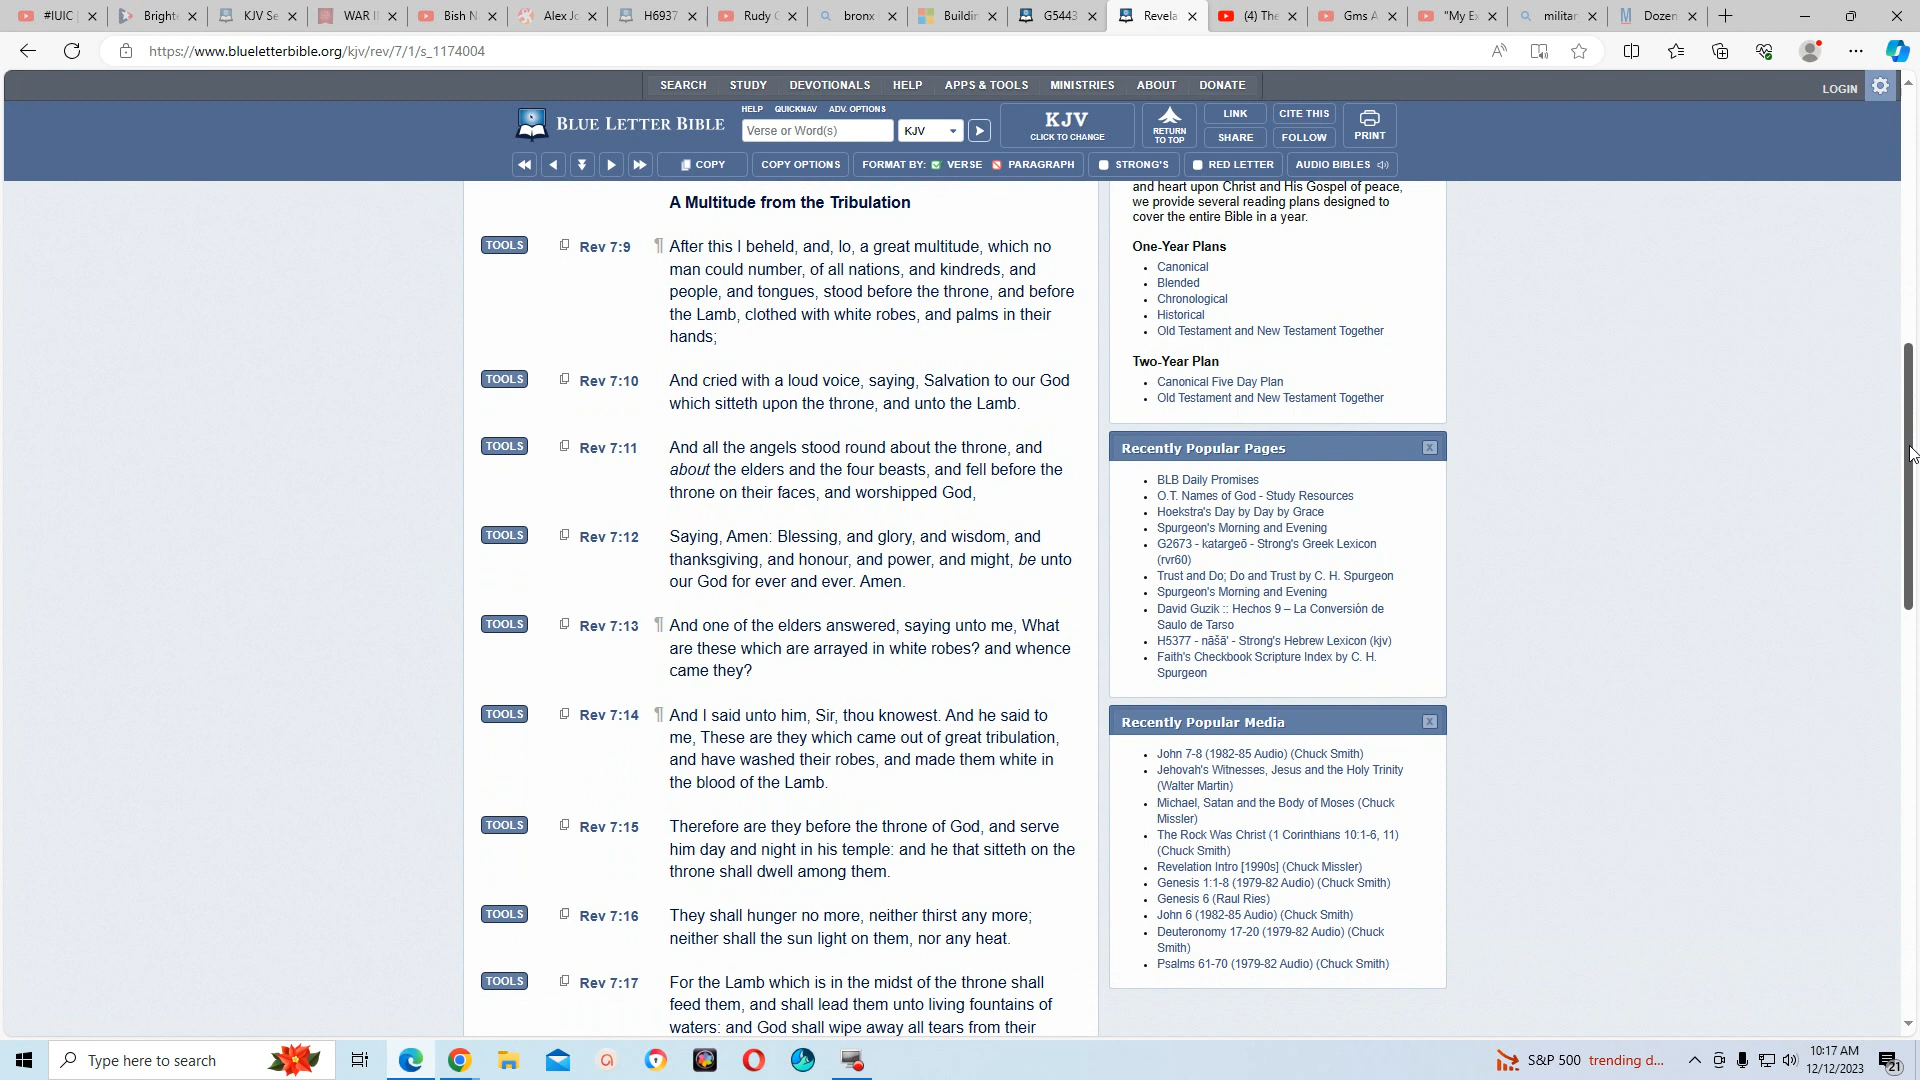 #IUIC
Bright
KJV Se
WAR I
Bish N
Alex Jo
H6937
Rudy G
bronx
Buildin
G5443
Revela
(4) The
Gms A
"My Ex
militar
Dozen
https://www.blueletterbible.org/kjv/rev/7/1/s_1174004
SEARCH STUDY DEVOTIONALS HELP APPS & TOOLS MINISTRIES ABOUT DONATE
LOGIN
BLUE LETTER BIBLE
HELP QUICKNAV ADV. OPTIONS
Verse or Word(s)
KJV
KJV
CLICK TO CHANGE
RETURN
TO TOP
LINK
CITE THIS
SHARE
FOLLOW
PRINT
COPY
COPY OPTIONS
FORMAT BY: VERSE PARAGRAPH
STRONG'S
RED LETTER
AUDIO BIBLES
A Multitude from the Tribulation
TOOLS
Rev 7:9
¶ After this I beheld, and, lo, a great multitude, which no
man could number, of all nations, and kindreds, and
people, and tongues, stood before the throne, and before
the Lamb, clothed with white robes, and palms in their
hands;
TOOLS
Rev 7:10
And cried with a loud voice, saying, Salvation to our God
which sitteth upon the throne, and unto the Lamb.
TOOLS
Rev 7:11
And all the angels stood round about the throne, and
about the elders and the four beasts, and fell before the
throne on their faces, and worshipped God,
TOOLS
Rev 7:12
Saying, Amen: Blessing, and glory, and wisdom, and
thanksgiving, and honour, and power, and might, be unto
our God for ever and ever. Amen.
TOOLS
Rev 7:13
¶ And one of the elders answered, saying unto me, What
are these which are arrayed in white robes? and whence
came they?
TOOLS
Rev 7:14
¶ And I said unto him, Sir, thou knowest. And he said to
me, These are they which came out of great tribulation,
and have washed their robes, and made them white in
the blood of the Lamb.
TOOLS
Rev 7:15
Therefore are they before the throne of God, and serve
him day and night in his temple: and he that sitteth on the
throne shall dwell among them.
TOOLS
Rev 7:16
They shall hunger no more, neither thirst any more;
neither shall the sun light on them, nor any heat.
TOOLS
Rev 7:17
For the Lamb which is in the midst of the throne shall
feed them, and shall lead them unto living fountains of
waters: and God shall wipe away all tears from their
and heart upon Christ and His Gospel of peace,
we provide several reading plans designed to
cover the entire Bible in a year.
One-Year Plans
Canonical
Blended
Chronological
Historical
Old Testament and New Testament Together
Two-Year Plan
Canonical Five Day Plan
Old Testament and New Testament Together
Recently Popular Pages
BLB Daily Promises
O.T. Names of God - Study Resources
Hoekstra's Day by Day by Grace
Spurgeon's Morning and Evening
G2673 - katargeō - Strong's Greek Lexicon
(rvr60)
Trust and Do; Do and Trust by C. H. Spurgeon
Spurgeon's Morning and Evening
David Guzik :: Hechos 9 – La Conversión de
Saulo de Tarso
H5377 - nāšā' - Strong's Hebrew Lexicon (kjv)
Faith's Checkbook Scripture Index by C. H.
Spurgeon
Recently Popular Media
John 7-8 (1982-85 Audio) (Chuck Smith)
Jehovah's Witnesses, Jesus and the Holy Trinity
(Walter Martin)
Michael, Satan and the Body of Moses (Chuck
Missler)
The Rock Was Christ (1 Corinthians 10:1-6, 11)
(Chuck Smith)
Revelation Intro [1990s] (Chuck Missler)
Genesis 1:1-8 (1979-82 Audio) (Chuck Smith)
Genesis 6 (Raul Ries)
John 6 (1982-85 Audio) (Chuck Smith)
Deuteronomy 17-20 (1979-82 Audio) (Chuck
Smith)
Psalms 61-70 (1979-82 Audio) (Chuck Smith)
Type here to search
S&P 500 trending d...
10:17 AM
12/12/2023
21